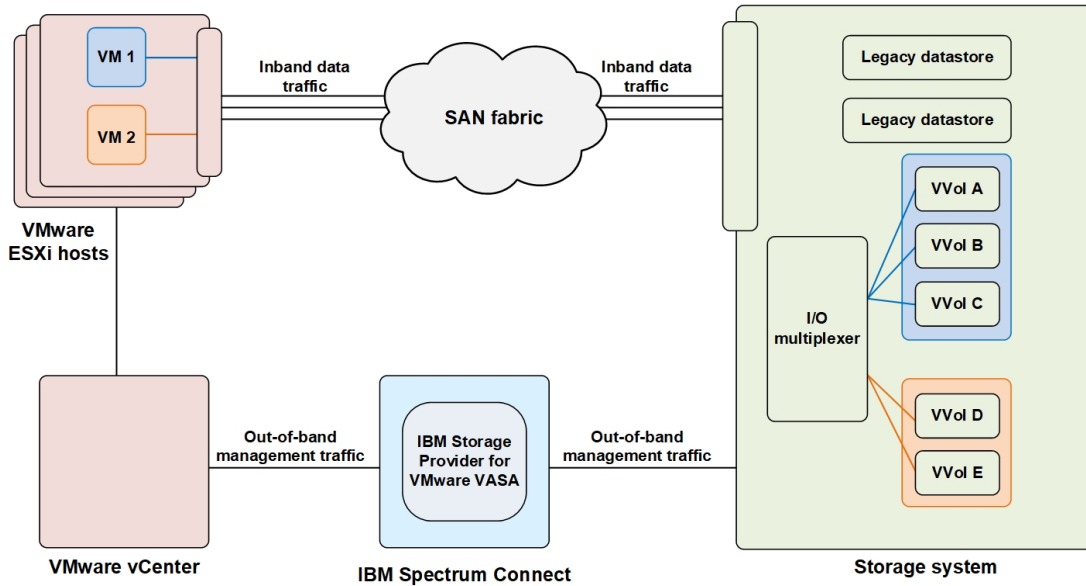 VM 1
VM 2
VMware
ESXi hosts
Inband data
traffic
SAN fabric
Inband data
traffic
Legacy datastore
Legacy datastore
VVol A
VVol B
VVol C
I/O
multiplexer
VVol D
VVol E
Storage system
Out-of-band
management traffic
IBM Storage
Provider for
VMware VASA
Out-of-band
management traffic
VMware vCenter
IBM Spectrum Connect